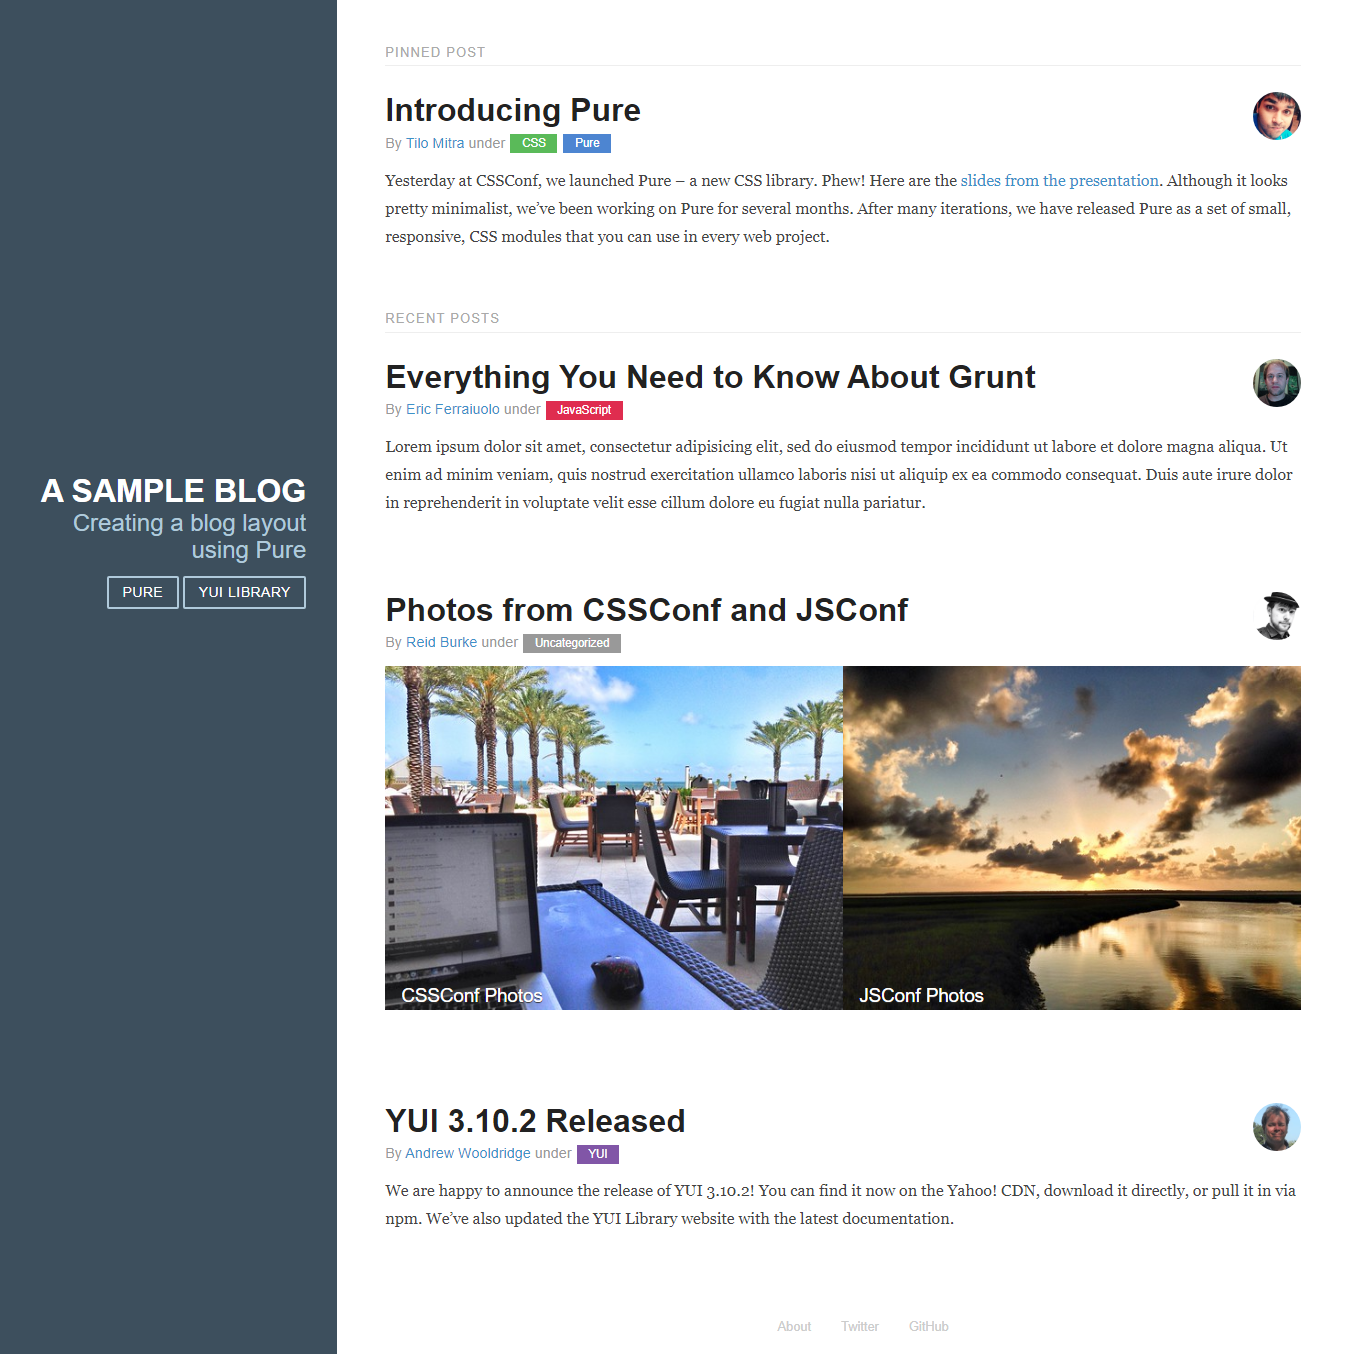 A SAMPLE BLOG
Creating a blog layout
using Pure
PURE YUI LIBRARY
PINNED POST
Introducing Pure
By Tilo Mitra under CSS Pure
Yesterday at CSSConf, we launched Pure – a new CSS library. Phew! Here are the slides from the presentation. Although it looks
pretty minimalist, we’ve been working on Pure for several months. After many iterations, we have released Pure as a set of small,
responsive, CSS modules that you can use in every web project.
RECENT POSTS
Everything You Need to Know About Grunt
By Eric Ferraiuolo under JavaScript
Lorem ipsum dolor sit amet, consectetur adipisicing elit, sed do eiusmod tempor incididunt ut labore et dolore magna aliqua. Ut
enim ad minim veniam, quis nostrud exercitation ullamco laboris nisi ut aliquip ex ea commodo consequat. Duis aute irure dolor
in reprehenderit in voluptate velit esse cillum dolore eu fugiat nulla pariatur.
Photos from CSSConf and JSConf
By Reid Burke under Uncategorized
CSSConf Photos
JSConf Photos
YUI 3.10.2 Released
By Andrew Wooldridge under YUI
We are happy to announce the release of YUI 3.10.2! You can find it now on the Yahoo! CDN, download it directly, or pull it in via
npm. We’ve also updated the YUI Library website with the latest documentation.
About Twitter GitHub